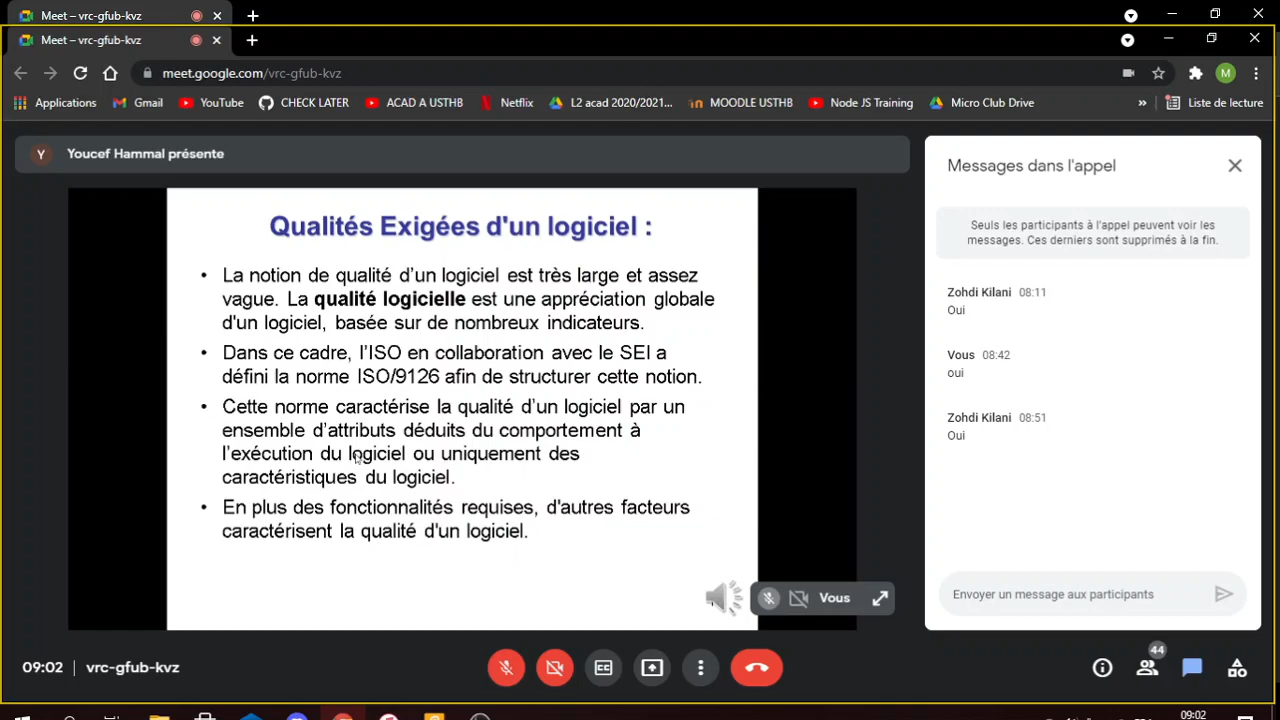 Meet – vrc-gfub-kvz
Meet – vrc-gfub-kvz
meet.google.com/vrc-gfub-kvz
M
Applications
Gmail
YouTube
CHECK LATER
ACAD A USTHB
Netflix
L2 acad 2020/2021...
MOODLE USTHB
Node JS Training
Micro Club Drive
»
Liste de lecture
Y
Youcef Hammal présente
Qualités Exigées d'un logiciel :
• La notion de qualité d’un logiciel est très large et assez
vague. La qualité logicielle est une appréciation globale
d'un logiciel, basée sur de nombreux indicateurs.
• Dans ce cadre, l’ISO en collaboration avec le SEI a
défini la norme ISO/9126 afin de structurer cette notion.
• Cette norme caractérise la qualité d’un logiciel par un
ensemble d’attributs déduits du comportement à
l’exécution du logiciel ou uniquement des
caractéristiques du logiciel.
• En plus des fonctionnalités requises, d'autres facteurs
caractérisent la qualité d'un logiciel.
Vous
Messages dans l'appel
Seuls les participants à l'appel peuvent voir les
messages. Ces derniers sont supprimés à la fin.
Zohdi Kilani 08:11
Oui
Vous 08:42
oui
Zohdi Kilani 08:51
Oui
Envoyer un message aux participants
09:02 | vrc-gfub-kvz
44
09:02